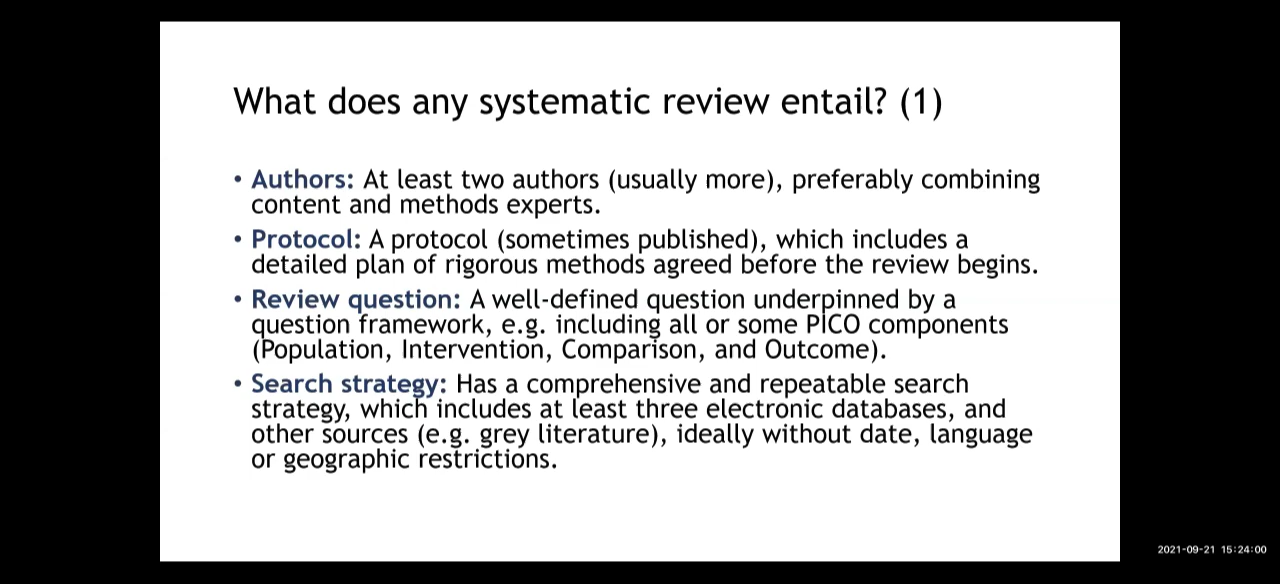 What does any systematic review entail? (1)
• Authors: At least two authors (usually more), preferably combining
content and methods experts.
• Protocol: A protocol (sometimes published), which includes a
detailed plan of rigorous methods agreed before the review begins.
• Review question: A well-defined question underpinned by a
question framework, e.g. including all or some PICO components
(Population, Intervention, Comparison, and Outcome).
• Search strategy: Has a comprehensive and repeatable search
strategy, which includes at least three electronic databases, and
other sources (e.g. grey literature), ideally without date, language
or geographic restrictions.
2021-09-21 15:24:00